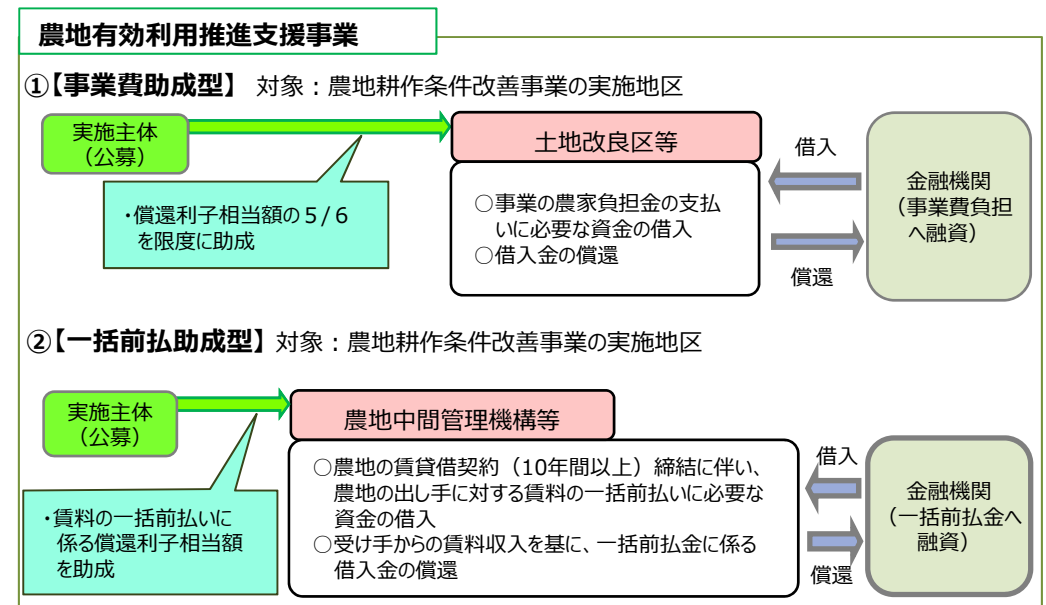 農地有効利用推進支援事業
①【事業費助成型】 対象：農地耕作条件改善事業の実施地区
実施主体
（公募）
・償還利子相当額の５/６
を限度に助成
土地改良区等
○事業の農家負担金の支払
いに必要な資金の借入
○借入金の償還
借入
償還
金融機関
（事業費負担
へ融資）
②【一括前払助成型】 対象：農地耕作条件改善事業の実施地区
実施主体
（公募）
・賃料の一括前払いに
係る償還利子相当額
を助成
農地中間管理機構等
○農地の賃貸借契約（10年間以上）締結に伴い、
農地の出し手に対する賃料の一括前払いに必要な
資金の借入
○受け手からの賃料収入を基に、一括前払金に係る
借入金の償還
借入
償還
金融機関
（一括前払金へ
融資）